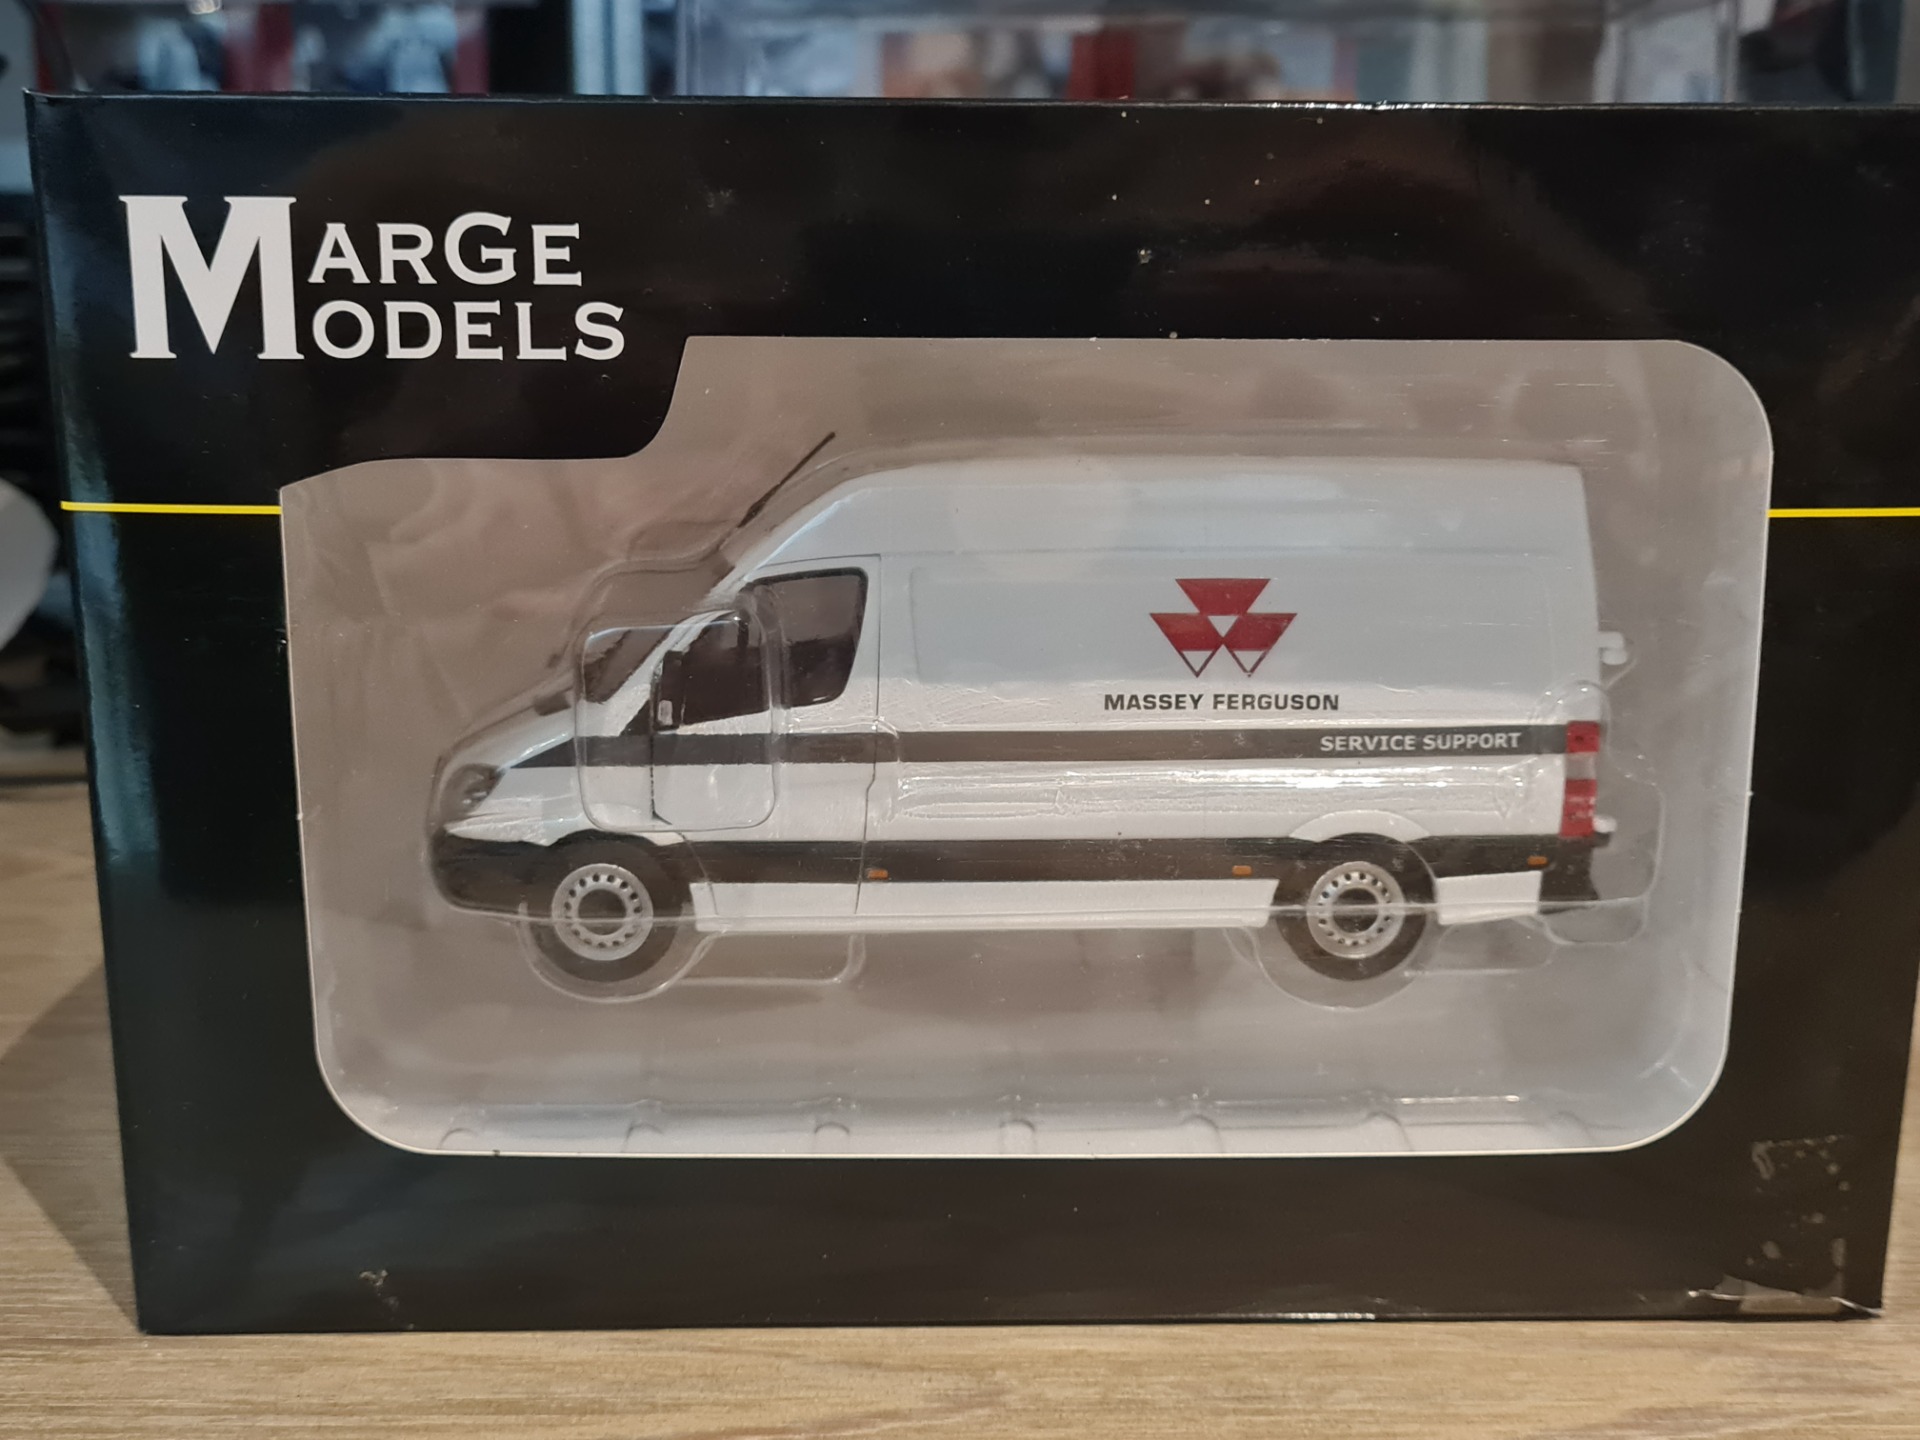 MARGE
MODELS
MASSEY FERGUSON
SERVICE SUPPORT